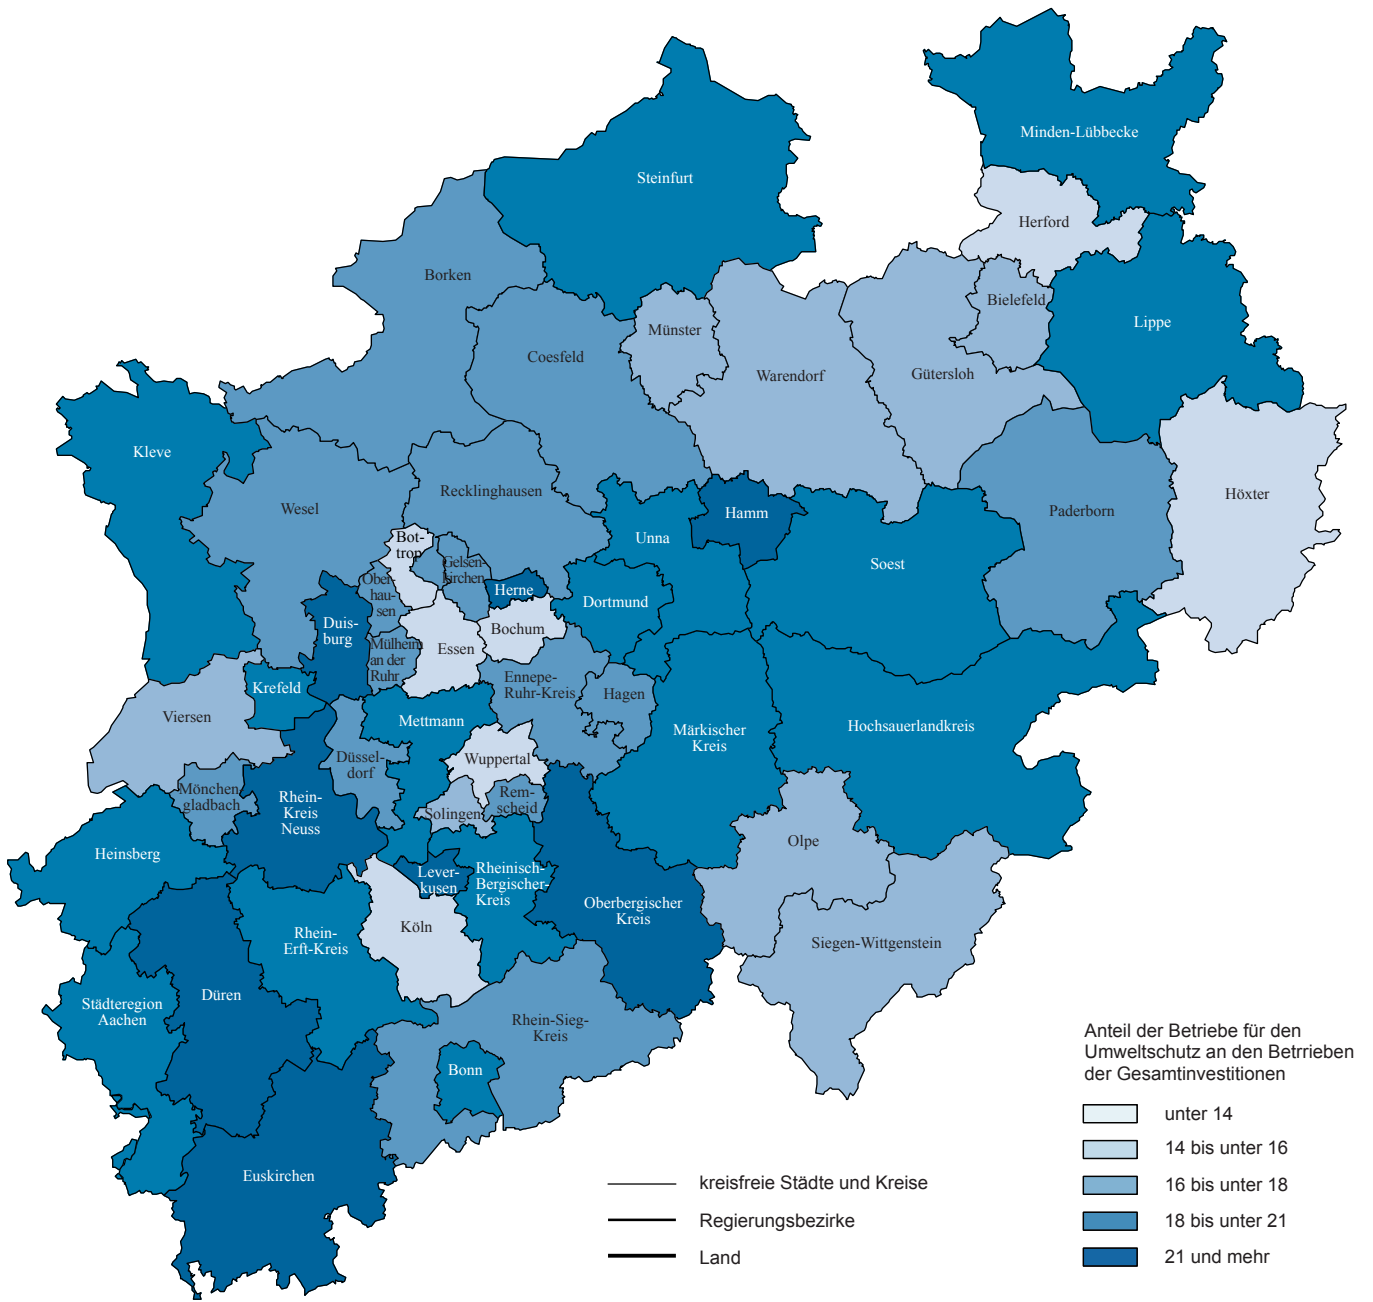 Minden-Lübbecke
Steinfurt
Herford
Borken
Bielefeld
Lippe
Münster
Coesfeld
Warendorf
Gütersloh
Kleve
Recklinghausen
Höxter
Wesel
Hamm
Paderborn
Unna
Bot-
trop
Gelsen-
kirchen
Soest
Ober-
hau-
sen
Herne
Dortmund
Duis-
burg
Bochum
Mülheim
an der
Ruhr
Essen
Ennepe-
Ruhr-Kreis
Krefeld
Hagen
Viersen
Mettmann
Märkischer
Kreis
Hochsauerlandkreis
Düssel-
dorf
Wuppertal
Mönchen-
gladbach
Rhein-
Kreis
Neuss
Rem-
scheid
Solingen
Olpe
Heinsberg
Lever-
kusen
Rheinisch-
Bergischer-
Kreis
Oberbergischer
Kreis
Köln
Rhein-
Erft-Kreis
Siegen-Wittgenstein
Düren
Städteregion
Aachen
Rhein-Sieg-
Kreis
Bonn
Euskirchen
kreisfreie Städte und Kreise
Regierungsbezirke
Land
Anteil der Betriebe für den
Umweltschutz an den Betrrieben
der Gesamtinvestitionen
unter 14
14 bis unter 16
16 bis unter 18
18 bis unter 21
21 und mehr